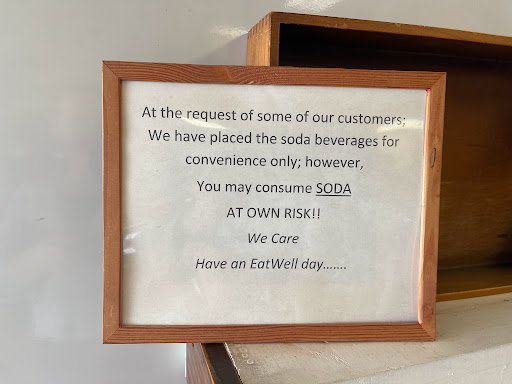 At the request of some of our customers;
We have placed the soda beverages for
convenience only; however,
You may consume SODA
AT OWN RISK!!
We Care
Have an EatWell day.......